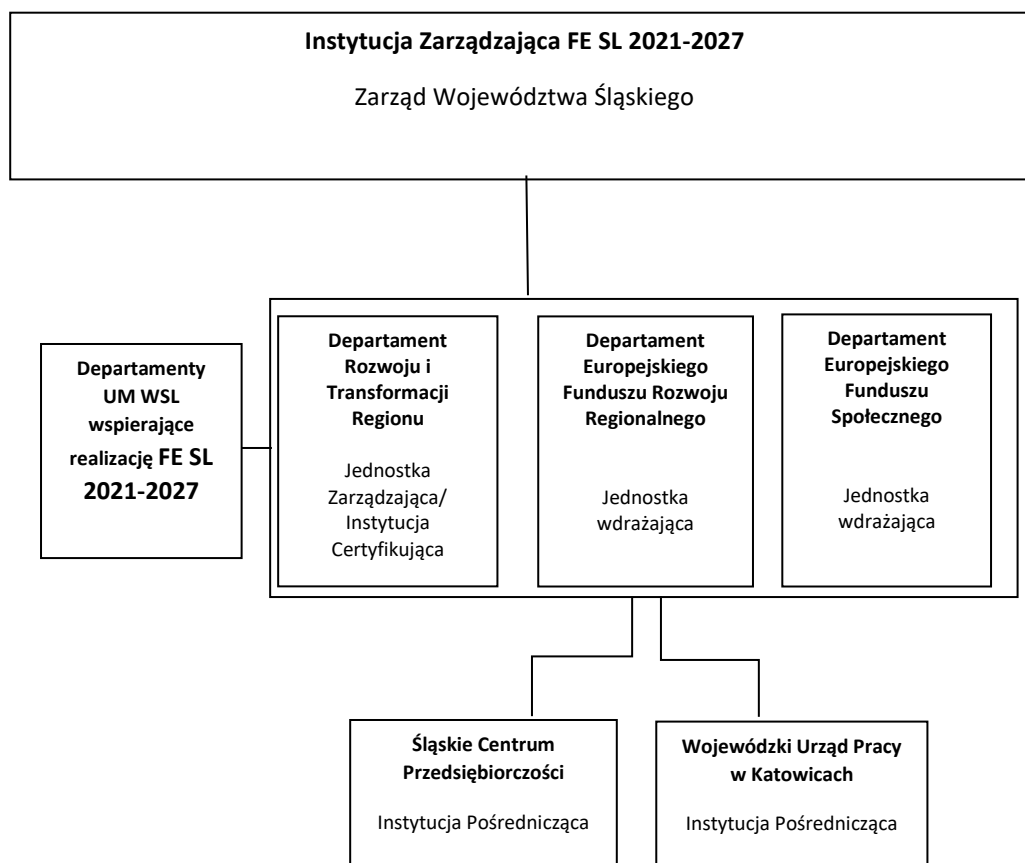 Instytucja Zarządzająca FE SL 2021-2027
Zarząd Województwa Śląskiego
Departamenty
UM WSL
wspierające
realizację FE SL
2021-2027
Departament
Rozwoju i
Transformacji
Regionu
Jednostka
Zarządzająca/
Instytucja
Certyfikująca
Departament
Europejskiego
Funduszu Rozwoju
Regionalnego
Jednostka
wdrażająca
Departament
Europejskiego
Funduszu
Społecznego
Jednostka
wdrażająca
Śląskie Centrum
Przedsiębiorczości
Instytucja Pośrednicząca
Wojewódzki Urząd Pracy
w Katowicach
Instytucja Pośrednicząca